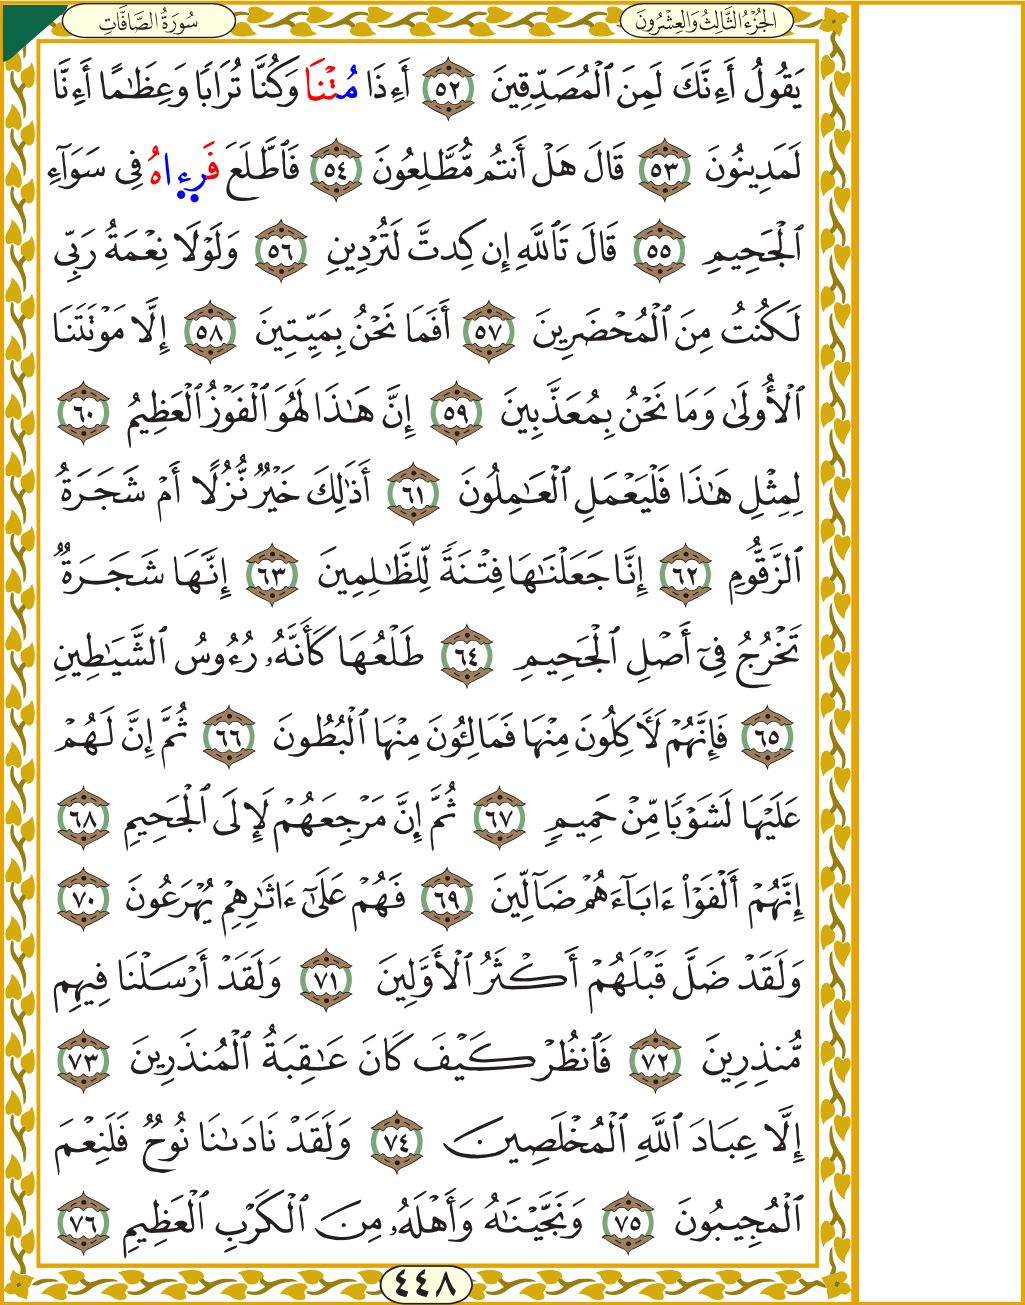 الجُزْءُ الثَّالِثُ وَالعِشْرُونَ
سُورَةُ الصَّافَّاتِ
يَقُولُ أَءِنَّكَ لَمِنَ ٱلْمُصَدِّقِينَ ٥٢ أَءِذَا مُتْنَا وَكُنَّا تُرَابًا وَعِظَٰمًا أَءِنَّا
لَمَدِينُونَ ٥٣ قَالَ هَلْ أَنتُم مُّطَّلِعُونَ ٥٤ فَٱطَّلَعَ فَرِءَاهُ فِى سَوَآءِ
ٱلْجَحِيمِ ٥٥ قَالَ تَٱللَّهِ إِن كِدتَّ لَتُرْدِينِ ٥٦ وَلَوْلَا نِعْمَةُ رَبِّى
لَكُنتُ مِنَ ٱلْمُحْضَرِينَ ٥٧ أَفَمَا نَحْنُ بِمَيِّتِينَ ٥٨ إِلَّا مَوْتَتَنَا
ٱلْأُولَىٰ وَمَا نَحْنُ بِمُعَذَّبِينَ ٥٩ إِنَّ هَٰذَا لَهُوَ ٱلْفَوْزُ ٱلْعَظِيمُ ٦٠
لِمِثْلِ هَٰذَا فَلْيَعْمَلِ ٱلْعَٰمِلُونَ ٦١ أَذَٰلِكَ خَيْرٌ نُّزُلًا أَمْ شَجَرَةُ
ٱلزَّقُّومِ ٦٢ إِنَّا جَعَلْنَٰهَا فِتْنَةً لِّلظَّٰلِمِينَ ٦٣ إِنَّهَا شَجَرَةٌ
تَخْرُجُ فِىٓ أَصْلِ ٱلْجَحِيمِ ٦٤ طَلْعُهَا كَأَنَّهُۥ رُءُوسُ ٱلشَّيَٰطِينِ
٦٥ فَإِنَّهُمْ لَأَكِلُونَ مِنْهَا فَمَالِـُٔونَ مِنْهَا ٱلْبُطُونَ ٦٦ ثُمَّ إِنَّ لَهُمْ
عَلَيْهَا لَشَوْبًا مِّنْ حَمِيمٍ ٦٧ ثُمَّ إِنَّ مَرْجِعَهُمْ لَإِلَى ٱلْجَحِيمِ ٦٨
إِنَّهُمْ أَلْفَوْا۟ ءَابَآءَهُمْ ضَآلِّينَ ٦٩ فَهُمْ عَلَىٰٓ ءَاثَٰرِهِمْ يُهْرَعُونَ ٧٠
وَلَقَدْ ضَلَّ قَبْلَهُمْ أَكْثَرُ ٱلْأَوَّلِينَ ٧١ وَلَقَدْ أَرْسَلْنَا فِيهِم
مُّنذِرِينَ ٧٢ فَٱنظُرْ كَيْفَ كَانَ عَٰقِبَةُ ٱلْمُنذَرِينَ ٧٣
إِلَّا عِبَادَ ٱللَّهِ ٱلْمُخْلَصِينَ ٧٤ وَلَقَدْ نَادَىٰنَا نُوحٌ فَلَنِعْمَ
ٱلْمُجِيبُونَ ٧٥ وَنَجَّيْنَٰهُ وَأَهْلَهُۥ مِنَ ٱلْكَرْبِ ٱلْعَظِيمِ ٧٦
٤٤٨